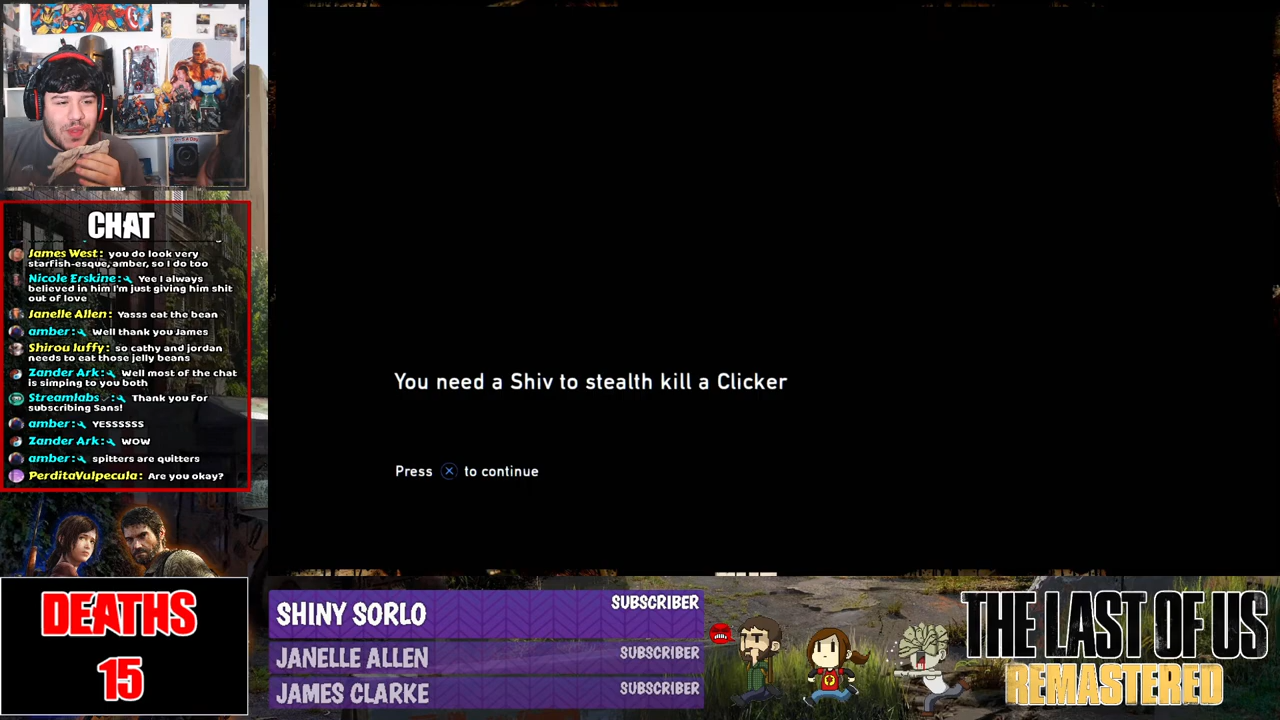 CHAT
James West: you do look very
starfish-esque, amber, so I do too
Nicole Erskine: Yee I always
believed in him I'm just giving him shit
out of love
Janelle Allen: Yasss eat the bean
amber: Well thank you James
Shirou luffy: so cathy and jordan
needs to eat those jelly beans
Zander Ark: Well most of the chat
is simping to you both
Streamlabs: Thank you for
subscribing Sans!
amber: YESSSSSS
Zander Ark: WOW
amber: spitters are quitters
PerditaVulpecula: Are you okay?
You need a Shiv to stealth kill a Clicker
Press X to continue
DEATHS
15
SHINY SORLO SUBSCRIBER
JANELLE ALLEN SUBSCRIBER
JAMES CLARKE SUBSCRIBER
THE LAST OF US
REMASTERED